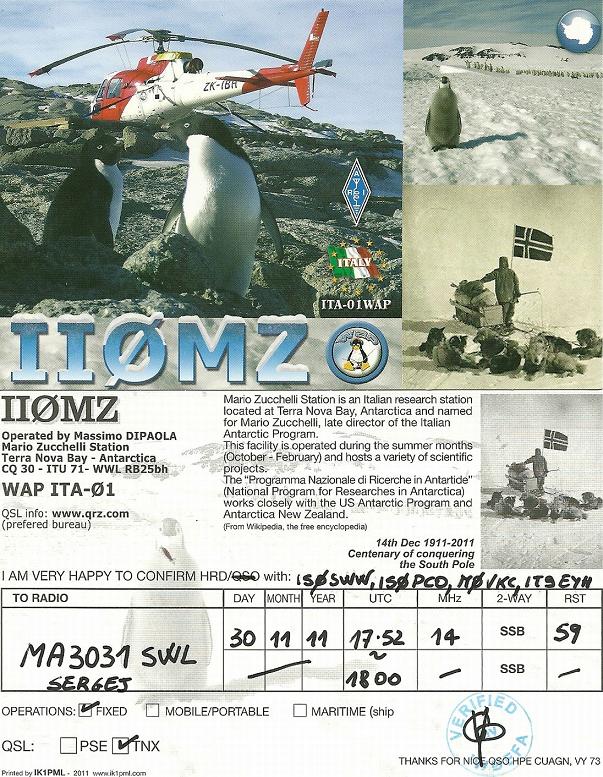 ZK-IBH
ARI
ITALY
ITA-01WAP
II0MZ
WAP
II0MZ
Operated by Massimo DIPAOLA
Mario Zucchelli Station
Terra Nova Bay - Antarctica
CQ 30 - ITU 71- WWL RB25bh
WAP ITA-Ø1
QSL info: www.qrz.com
(prefered bureau)
Mario Zucchelli Station is an Italian research station
located at Terra Nova Bay, Antarctica and named
for Mario Zucchelli, late director of the Italian
Antarctic Program.
This facility is operated during the summer months
(October - February) and hosts a variety of scientific
projects.
The "Programma Nazionale di Ricerche in Antartide"
(National Program for Researches in Antarctica)
works closely with the US Antarctic Program and
Antarctica New Zealand.
(From Wikipedia, the free encyclopedia)
14th Dec 1911-2011
Centenary of conquering
the South Pole
I AM VERY HAPPY TO CONFIRM HRD/QSO with: ISØSWW, ISØPCD, MØVKC, IT9EYH
TO RADIO DAY MONTH YEAR UTC MHz 2-WAY RST
MA3031 SWL 30 11 11 17.52 14 SSB 59
SERGEJ ~ 1800 SSB
OPERATIONS: FIXED MOBILE/PORTABLE MARITIME (ship
QSL: PSE TNX
VERIFIED
THANKS FOR NICE QSO HPE CUAGN, VY 73
Printed by IK1PML - 2011 www.ik1pml.com